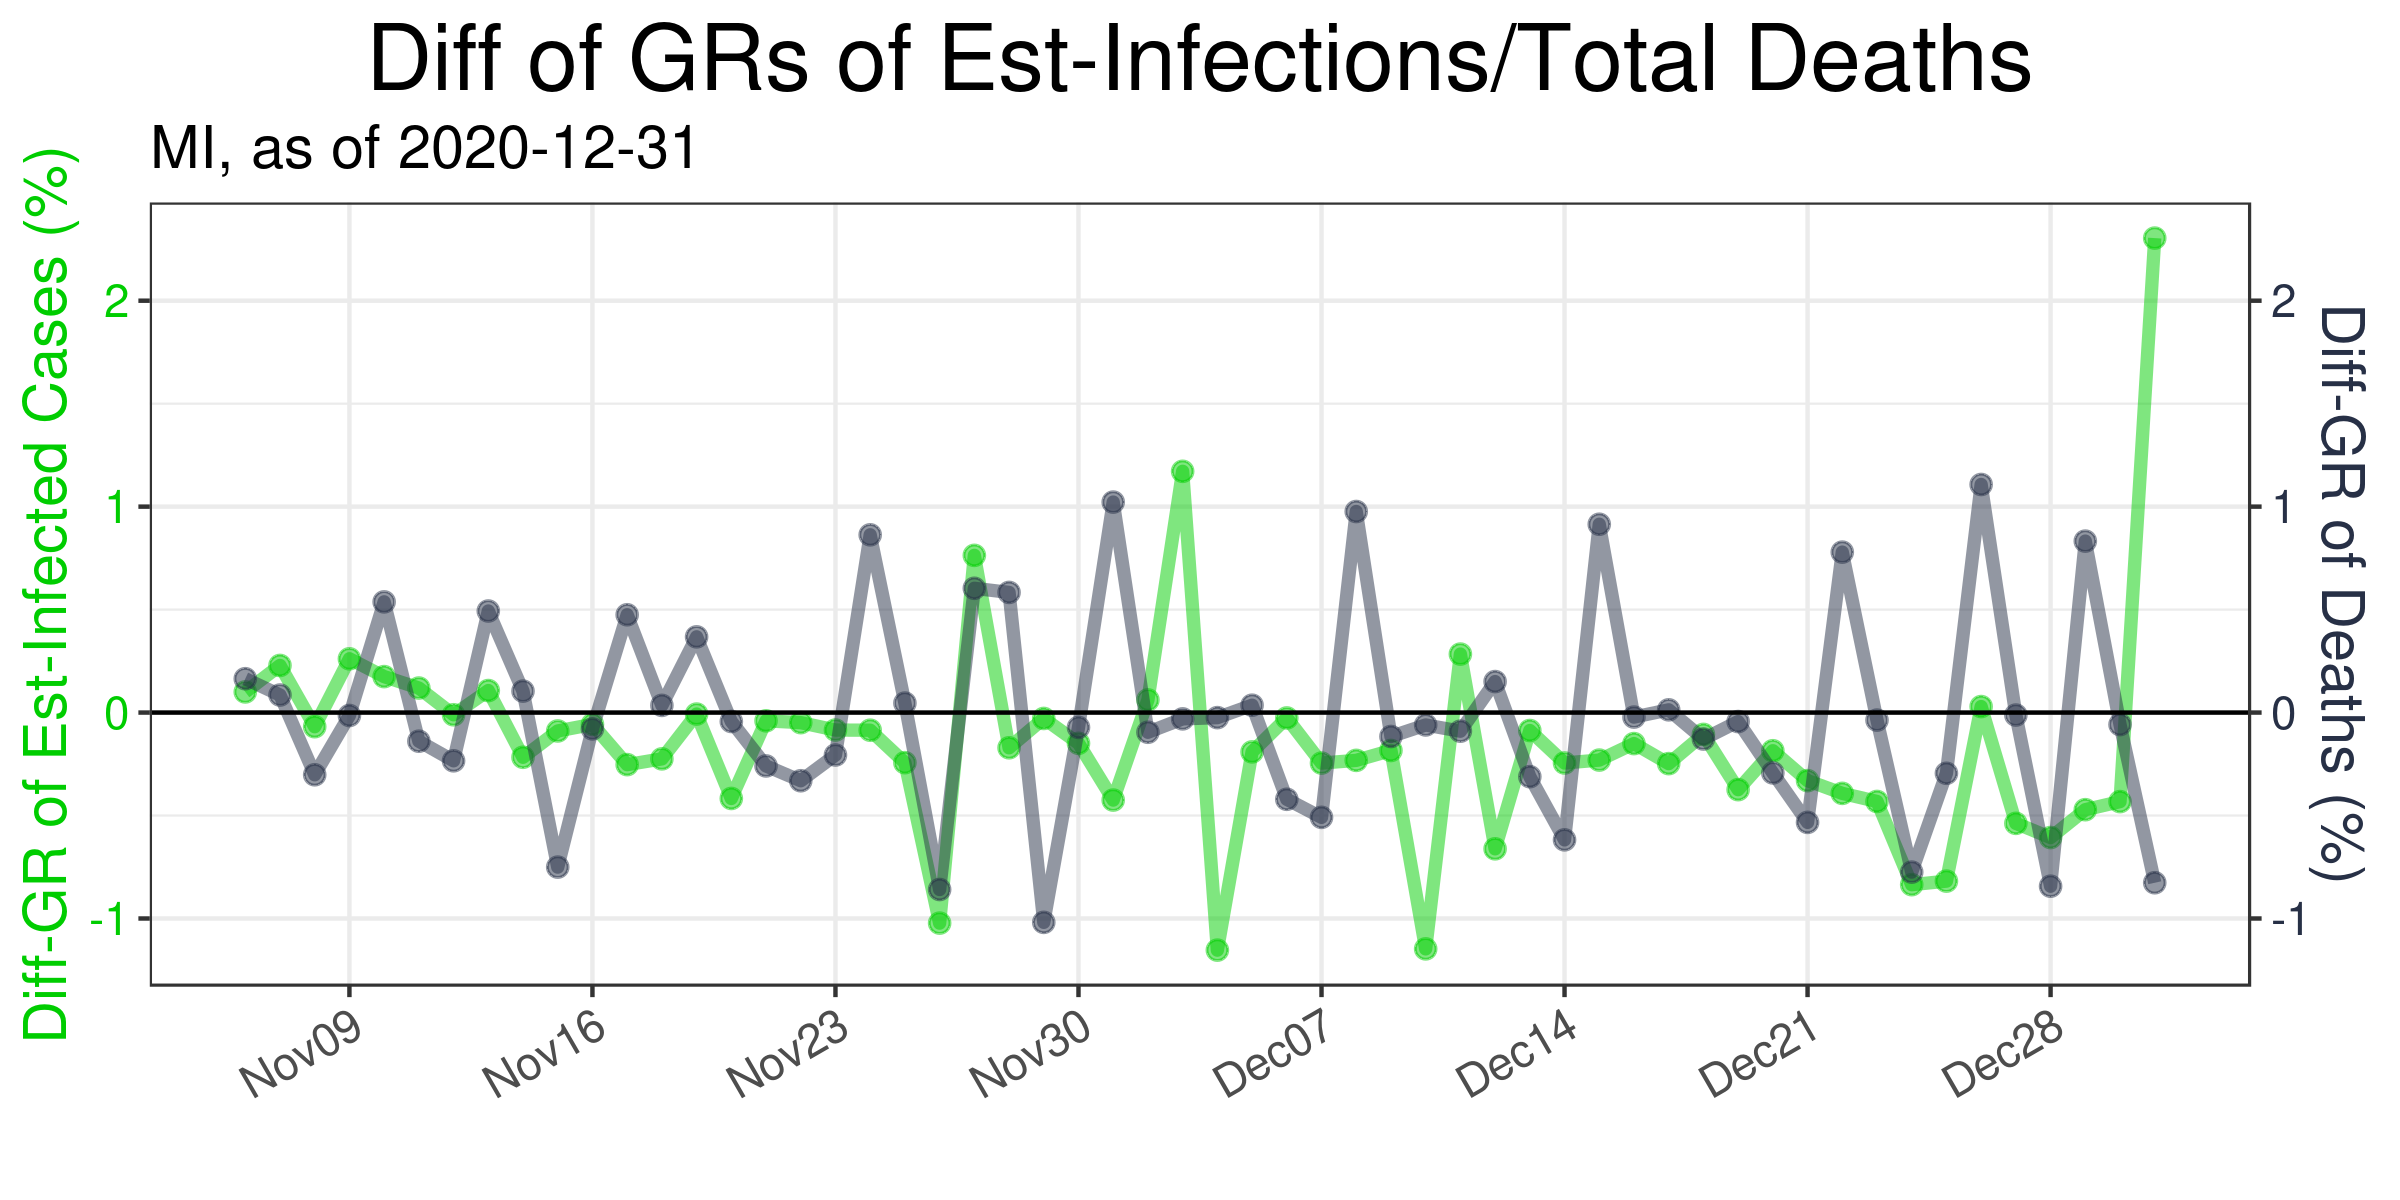 Diff of GRs of Est-Infections/Total Deaths
MI, as of 2020-12-31
Diff-GR of Est-Infected Cases (%)
2
1
0
-1
2
1
0
-1
Diff-GR of Deaths (%)
Nov09
Nov16
Nov23
Nov30
Dec07
Dec14
Dec21
Dec28